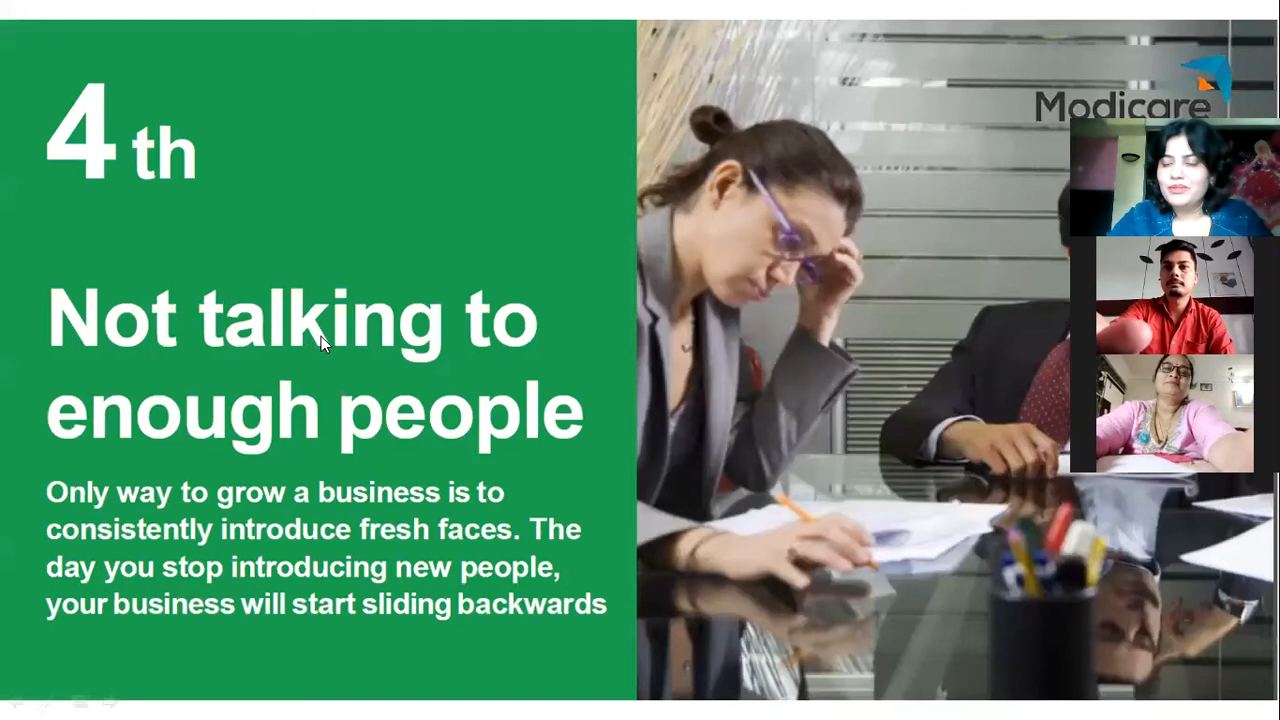 4 th
Modicare
Not talking to
enough people
Only way to grow a business is to
consistently introduce fresh faces. The
day you stop introducing new people,
your business will start sliding backwards